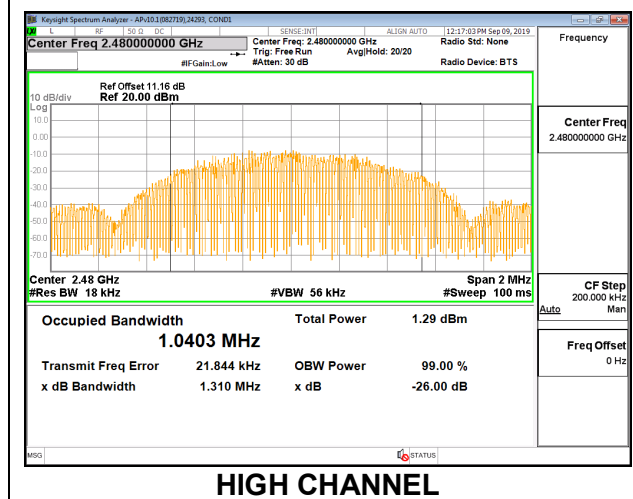 Keysight Spectrum Analyzer - APv10.1(082719),24293, COND1
L RF 50 Ω DC SENSE:INT ALIGN AUTO 12:17:03 PM Sep 09, 2019
Center Freq 2.480000000 GHz
Center Freq: 2.480000000 GHz
Radio Std: None
Trig: Free Run Avg|Hold: 20/20
#IFGain:Low #Atten: 30 dB Radio Device: BTS
Frequency
Ref Offset 11.16 dB
10 dB/div Ref 20.00 dBm
Log
10.0
0.00
-10.0
-20.0
-30.0
-40.0
-50.0
-60.0
-70.0
Center Freq
2.480000000 GHz
Center 2.48 GHz Span 2 MHz
#Res BW 18 kHz #VBW 56 kHz #Sweep 100 ms
CF Step
200.000 kHz
Auto Man
Occupied Bandwidth Total Power 1.29 dBm
1.0403 MHz
Freq Offset
0 Hz
Transmit Freq Error 21.844 kHz OBW Power 99.00 %
x dB Bandwidth 1.310 MHz x dB -26.00 dB
MSG STATUS
HIGH CHANNEL